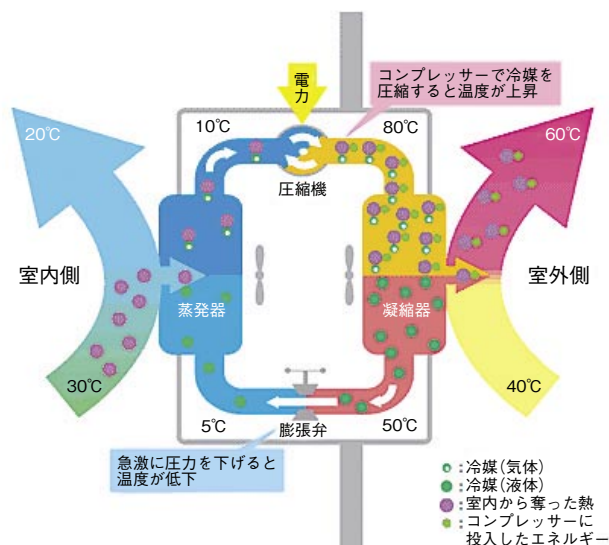 電力
コンプレッサーで冷媒を
圧縮すると温度が上昇
20℃
10℃
80℃
60℃
圧縮機
室内側
室外側
蒸発器
凝縮器
30℃
40℃
5℃
膨張弁
50℃
急激に圧力を下げると
温度が低下
:冷媒(気体)
:冷媒(液体)
:室内から奪った熱
:コンプレッサーに
投入したエネルギー